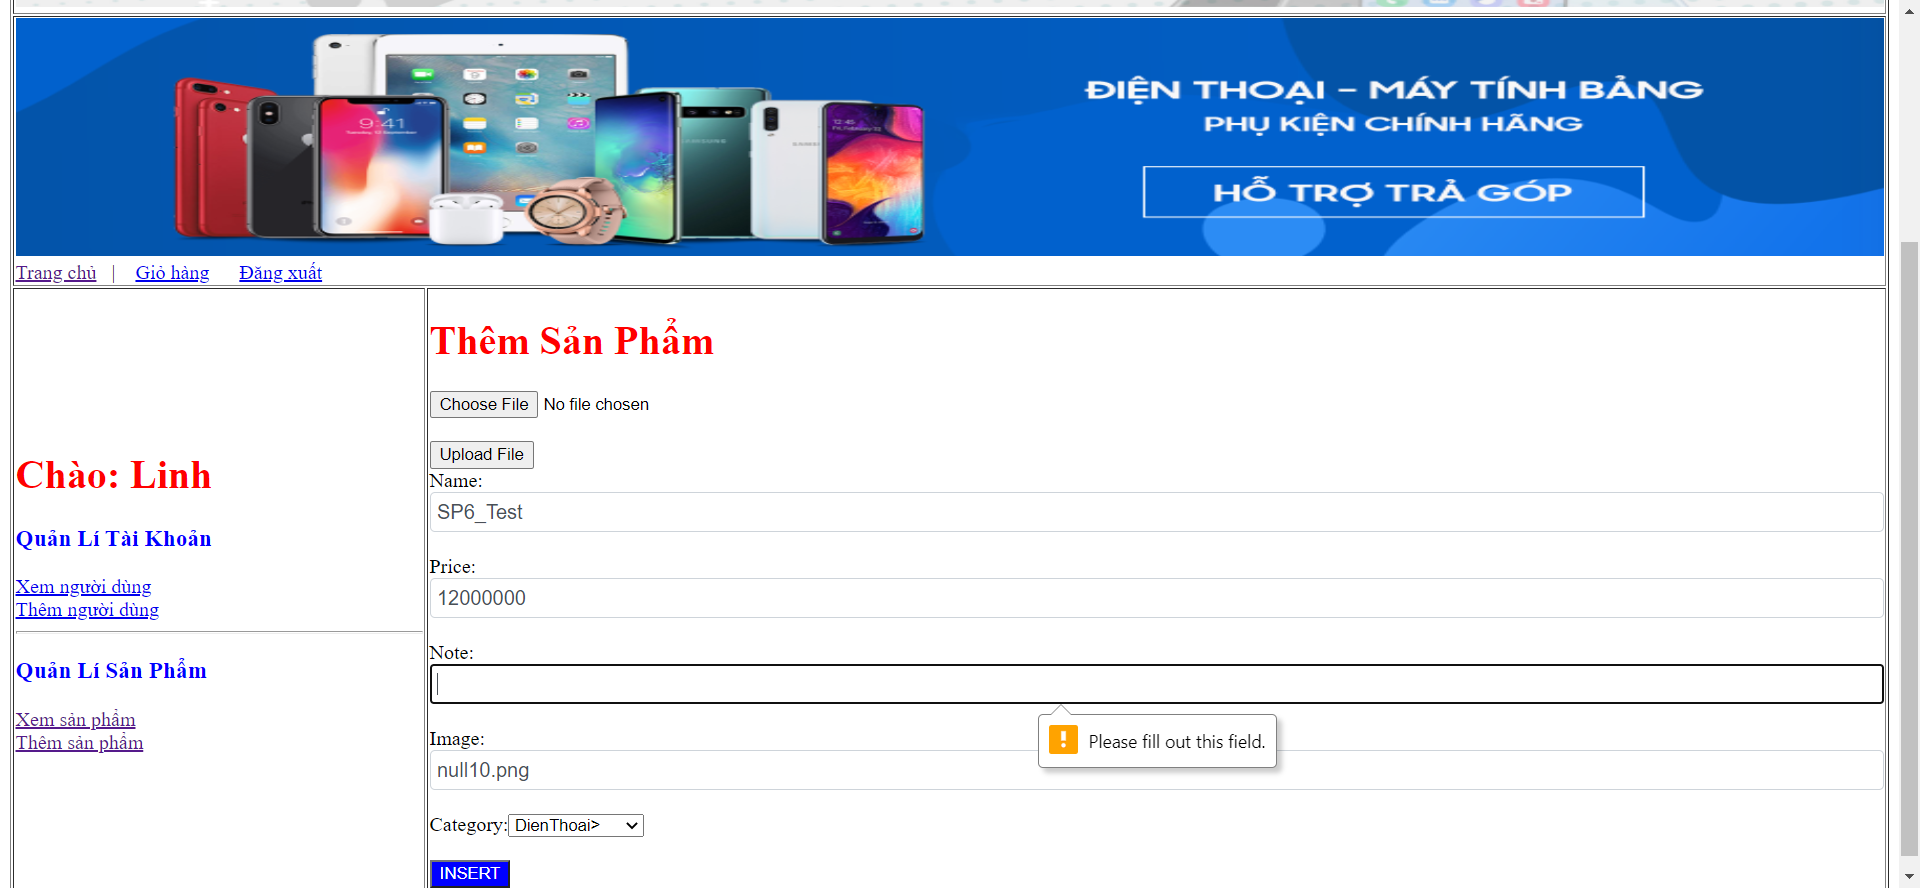 ĐIỆN THOẠI - MÁY TÍNH BẢNG
PHỤ KIỆN CHÍNH HÃNG
HỖ TRỢ TRẢ GÓP
9:41
SAMSUNG
12:45
Trang chủ | Giỏ hàng Đăng xuất
Chào: Linh
Quản Lí Tài Khoản
Xem người dùng
Thêm người dùng
Quản Lí Sản Phẩm
Xem sản phẩm
Thêm sản phẩm
Thêm Sản Phẩm
Choose File No file chosen
Upload File
Name:
SP6_Test
Price:
12000000
Note:
Please fill out this field.
Image:
null10.png
Category: DienThoai>
INSERT